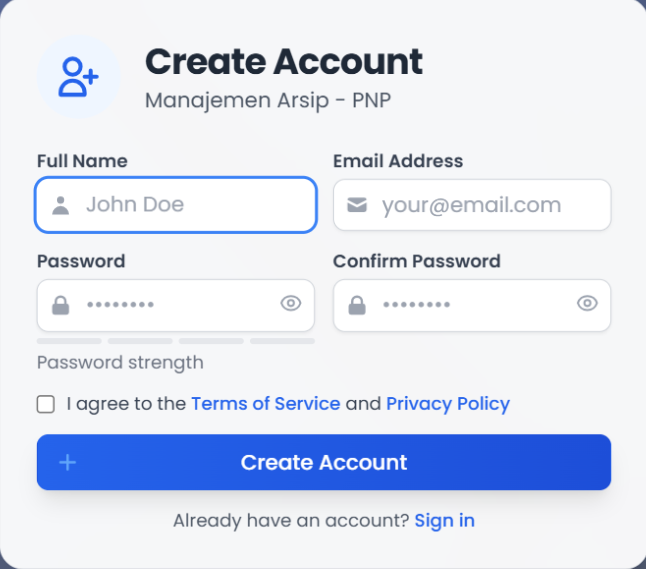 Create Account
Manajemen Arsip - PNP
Full Name
Email Address
John Doe
your@email.com
Password
Confirm Password
••••••••
••••••••
Password strength
I agree to the Terms of Service and Privacy Policy
+ Create Account
Already have an account? Sign in